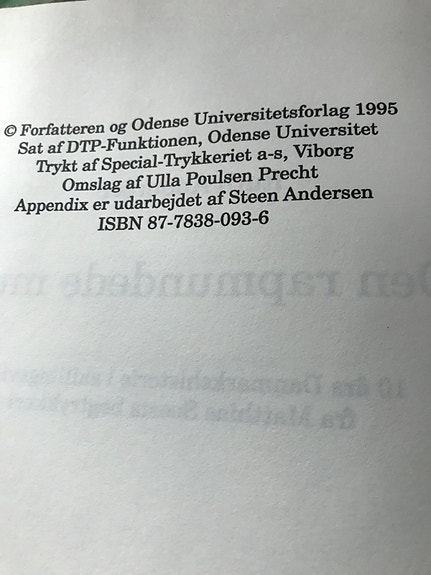 © Forfatteren og Odense Universitetsforlag 1995
Sat af DTP-Funktionen, Odense Universitet
Trykt af Special-Trykkeriet a-s, Viborg
Omslag af Ulla Poulsen Precht
Appendix er udarbejdet af Steen Andersen
ISBN 87-7838-093-6